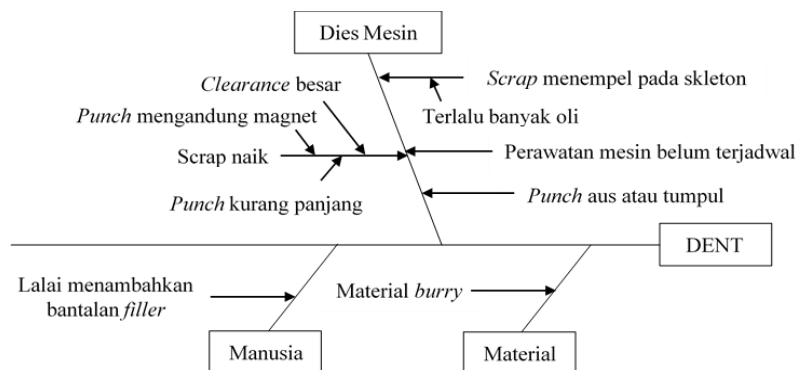 Dies Mesin
Clearance besar
Scrap menempel pada skleton
Punch mengandung magnet
Terlalu banyak oli
Scrap naik
Perawatan mesin belum terjadwal
Punch kurang panjang
Punch aus atau tumpul
DENT
Lalai menambahkan
bantalan filler
Material burry
Manusia
Material